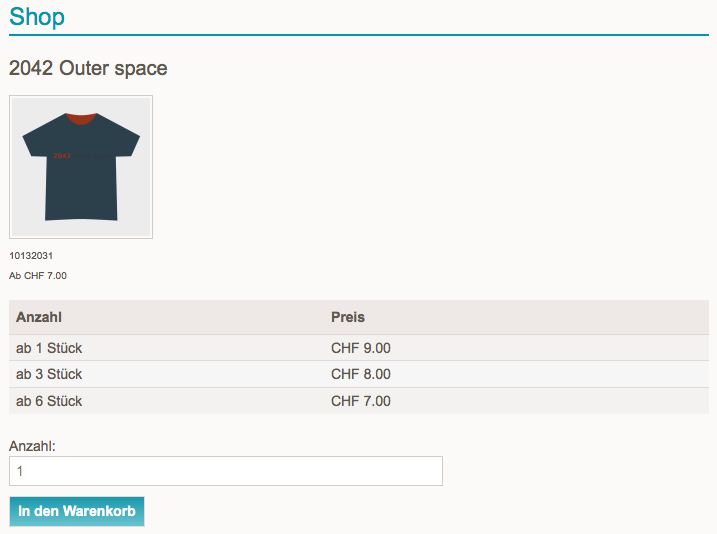 Shop
2042 Outer space
2042
10132031
Ab CHF 7.00
Anzahl Preis
ab 1 Stück CHF 9.00
ab 3 Stück CHF 8.00
ab 6 Stück CHF 7.00
Anzahl:
1
In den Warenkorb